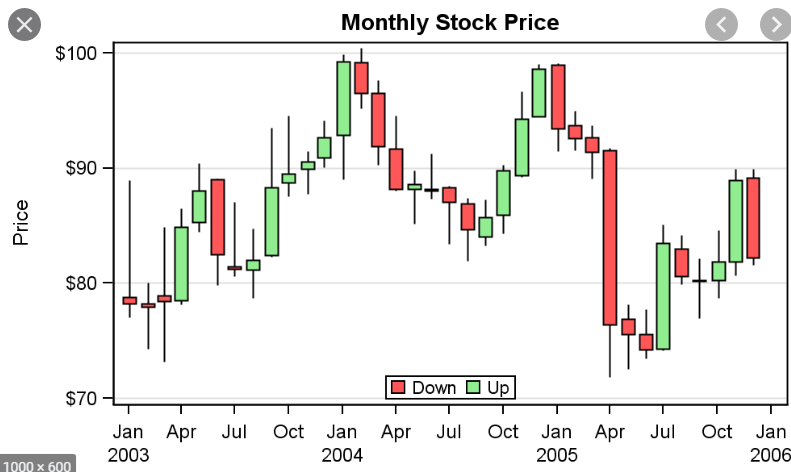 Monthly Stock Price
$100
$90
$80
$70
Price
Down Up
Jan Apr Jul Oct Jan Apr Jul Oct Jan Apr Jul Oct Jan
2003 2004 2005 2006
1000 × 600